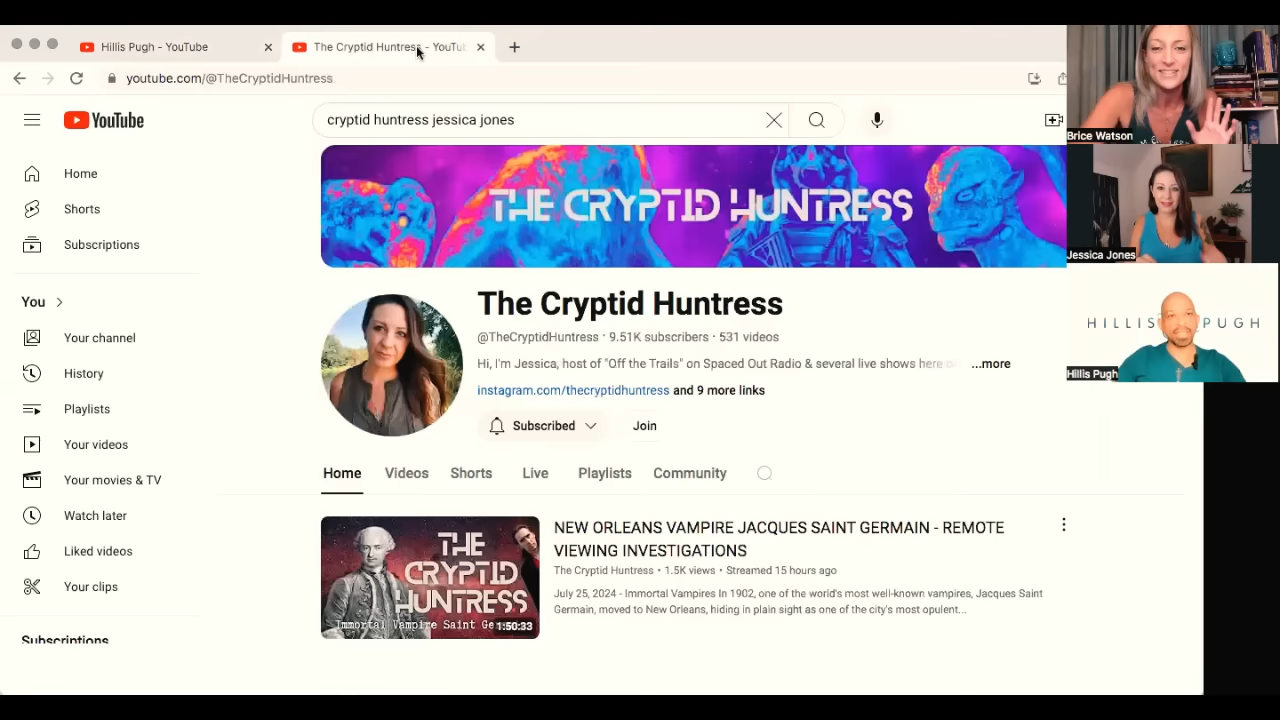 Hillis Pugh - YouTube
The Cryptid Huntress - YouTub
youtube.com/@TheCryptidHuntress
YouTube
cryptid huntress jessica jones
Home
Shorts
Subscriptions
You
Your channel
History
Playlists
Your videos
Your movies & TV
Watch later
Liked videos
Your clips
Subscriptions
THE CRYPTID HUNTRESS
The Cryptid Huntress
@TheCryptidHuntress · 9.51K subscribers · 531 videos
Hi, I'm Jessica, host of "Off the Trails" on Spaced Out Radio & several live shows here ...more
instagram.com/thecryptidhuntress and 9 more links
Subscribed
Join
Home Videos Shorts Live Playlists Community
THE
CRYPTID
HUNTRESS
Immortal Vampire Saint Ge
1:50:33
NEW ORLEANS VAMPIRE JACQUES SAINT GERMAIN - REMOTE
VIEWING INVESTIGATIONS
The Cryptid Huntress • 1.5K views • Streamed 15 hours ago
July 25, 2024 - Immortal Vampires In 1902, one of the world's most well-known vampires, Jacques Saint
Germain, moved to New Orleans, hiding in plain sight as one of the city's most opulent...
Brice Watson
Jessica Jones
HILLIS PUGH
Hillis Pugh